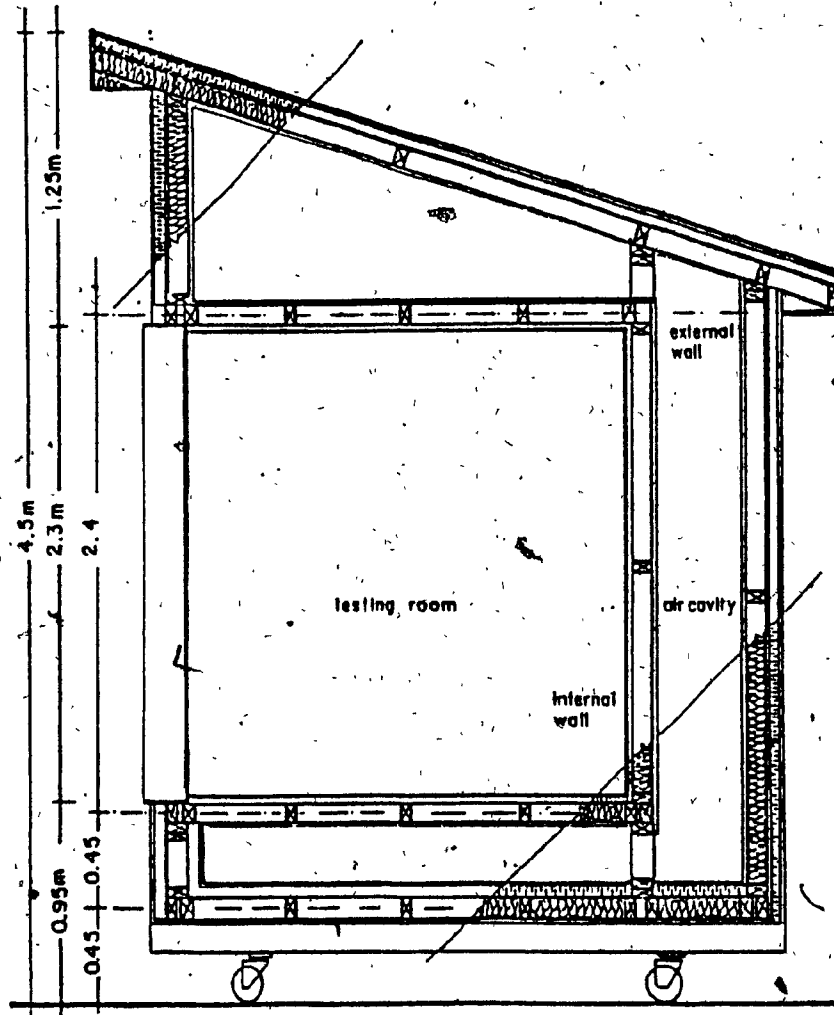 1.25m
external
wall
4.5m
2.3m
2.4
testing room
air cavity
internal
wall
0.95m
0.45
0.45